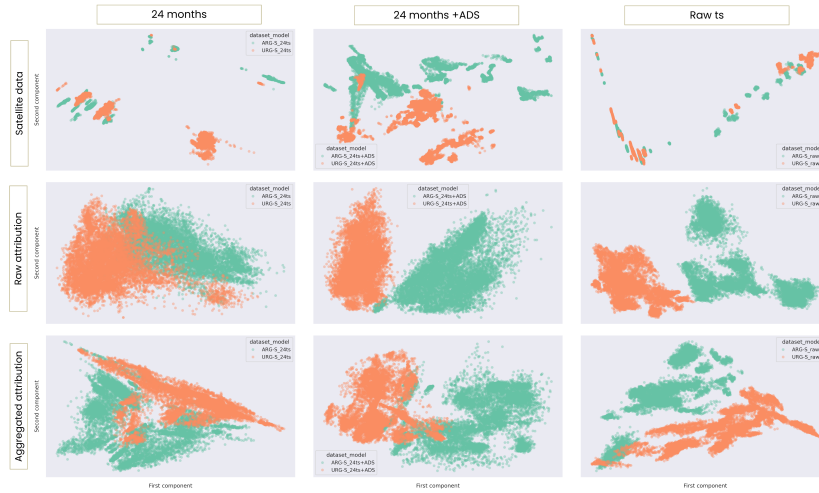 24 months
24 months +ADS
Raw ts
Satellite data
Second component
dataset_model
ARG-S_24ts
URG-S_24ts
dataset_model
ARG-S_24ts+ADS
URG-S_24ts+ADS
dataset_model
ARG-S_raw
URG-S_raw
Raw attribution
Second component
dataset_model
ARG-S_24ts
URG-S_24ts
dataset_model
ARG-S_24ts+ADS
URG-S_24ts+ADS
dataset_model
ARG-S_raw
URG-S_raw
Aggregated attribution
Second component
dataset_model
ARG-S_24ts
URG-S_24ts
dataset_model
ARG-S_24ts+ADS
URG-S_24ts+ADS
dataset_model
ARG-S_raw
URG-S_raw
First component
First component
First component